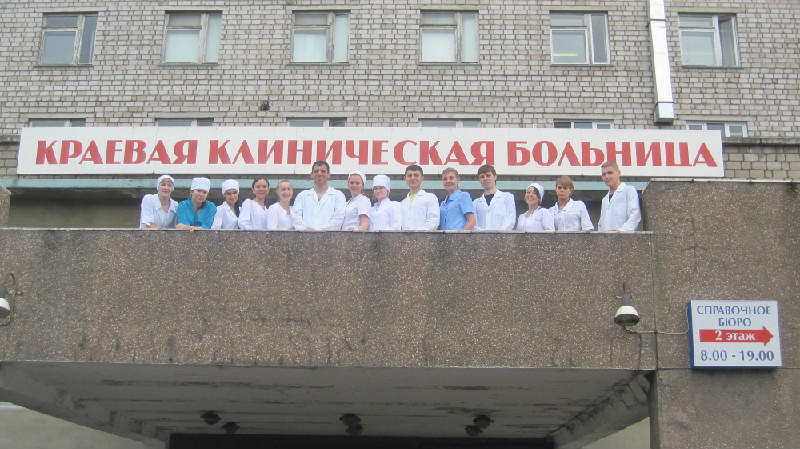 КРАЕВАЯ КЛИНИЧЕСКАЯ БОЛЬНИЦА
СПРАВОЧНОЕ
БЮРО
2 этаж
8.00 - 19.00